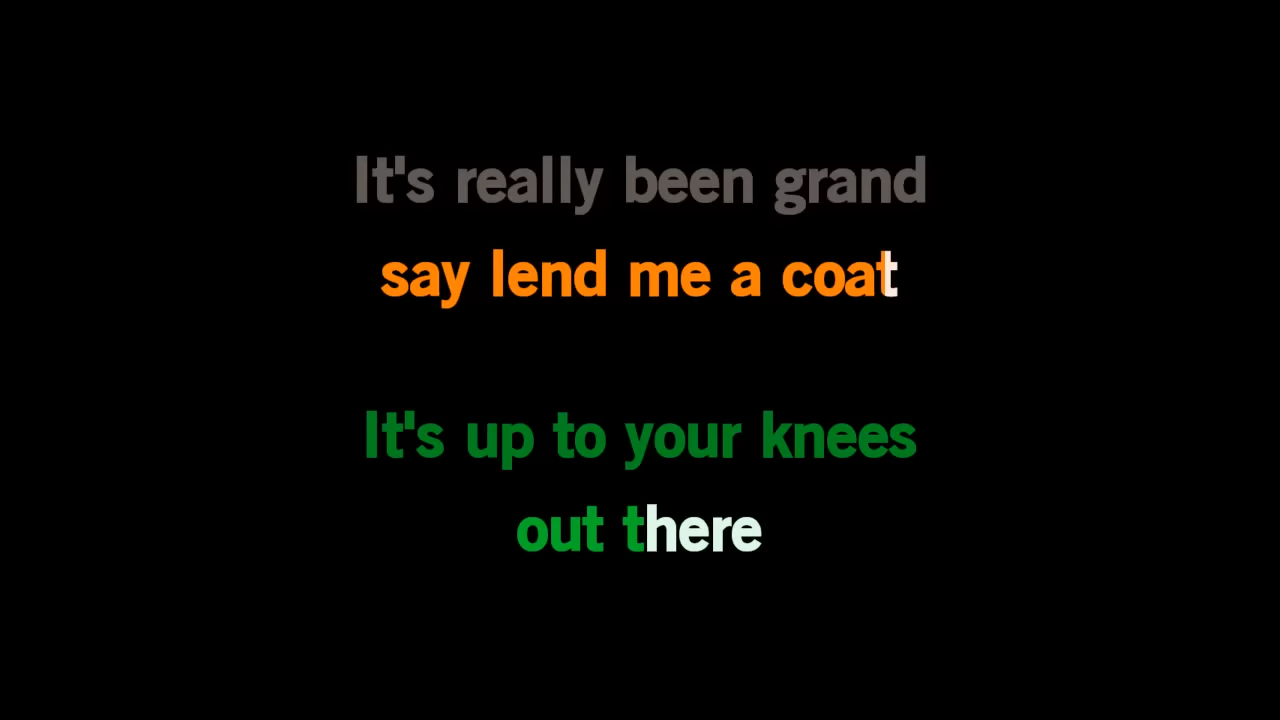 It's really been grand
say lend me a coat
It's up to your knees
out there